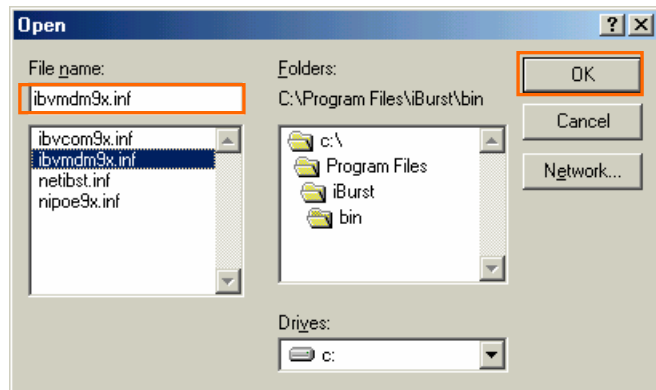 Open
File name:
ibvmdm9x.inf
ibvcom9x.inf
ibvmdm9x.inf
netibst.inf
nipoe9x.inf
Folders:
C:\Program Files\iBurst\bin
c:\
Program Files
iBurst
bin
Drives:
c:
OK
Cancel
Network...